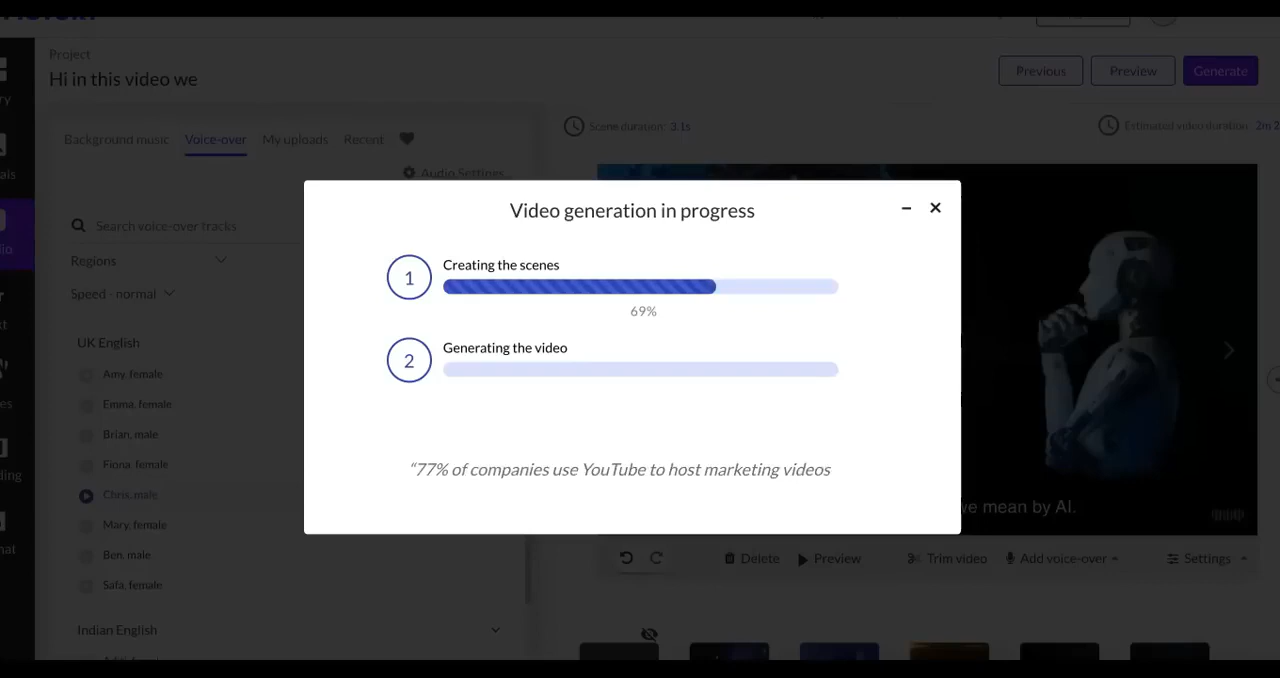 Project
Hi in this video we
Previous
Preview
Generate
Background music
Voice-over
My uploads
Recent
Scene duration: 3.1s
Estimated video duration: 2m 2
Audio Settings...
Video generation in progress
Search voice-over tracks
Regions
Speed - normal
1
Creating the scenes
69%
2
Generating the video
"77% of companies use YouTube to host marketing videos
UK English
Amy, female
Emma, female
Brian, male
Fiona, female
Chris, male
Mary, female
Ben, male
Safa, female
Indian English
we mean by AI.
Delete
Preview
Trim video
Add voice-over
Settings